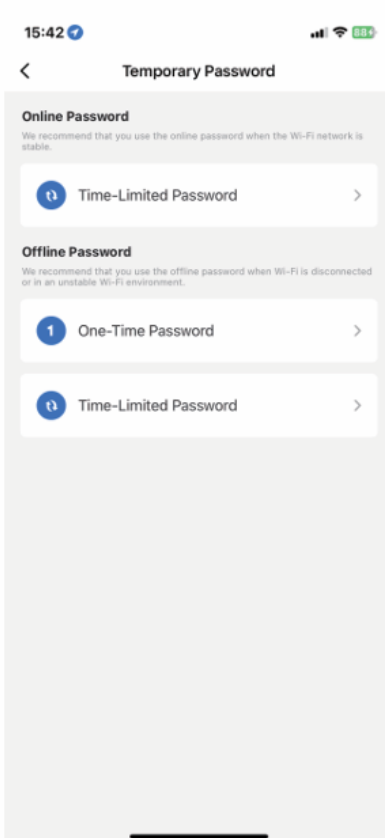 15:42
88
Temporary Password
Online Password
We recommend that you use the online password when the Wi-Fi network is
stable.
Time-Limited Password
Offline Password
We recommend that you use the offline password when Wi-Fi is disconnected
or in an unstable Wi-Fi environment.
1
One-Time Password
Time-Limited Password